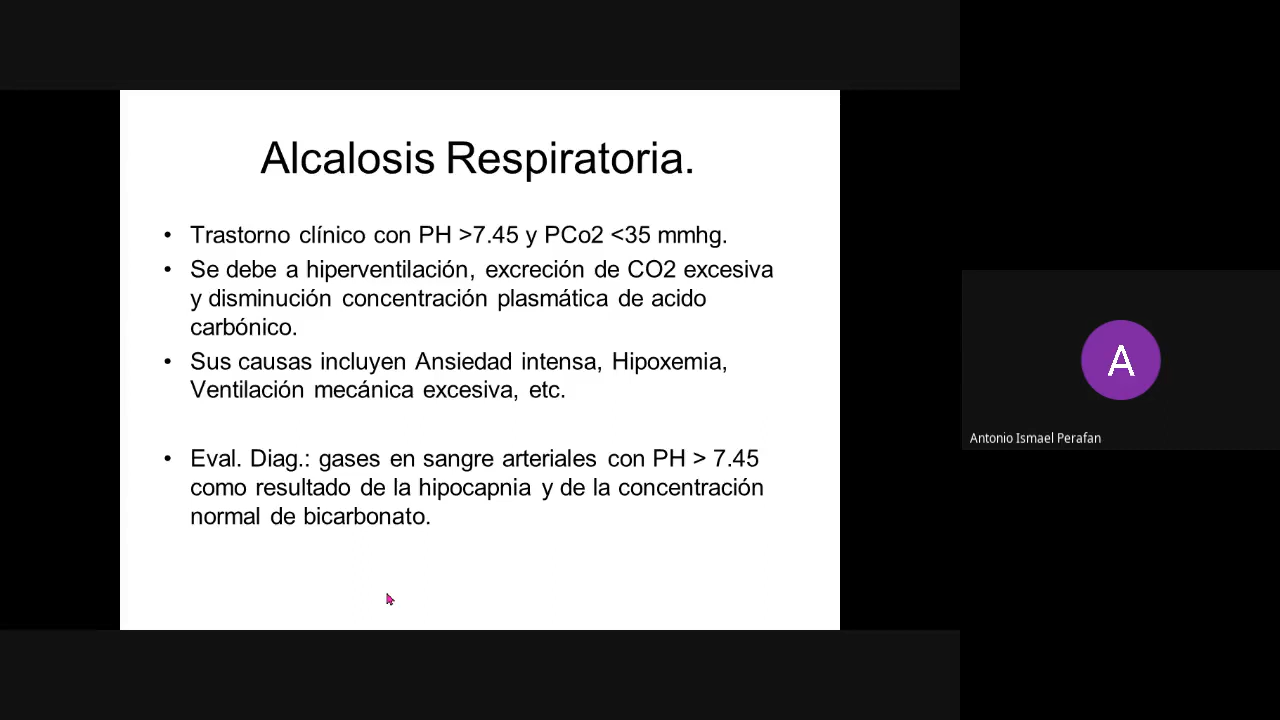 Alcalosis Respiratoria.
• Trastorno clínico con PH >7.45 y PCo2 <35 mmhg.
• Se debe a hiperventilación, excreción de CO2 excesiva
y disminución concentración plasmática de acido
carbónico.
• Sus causas incluyen Ansiedad intensa, Hipoxemia,
Ventilación mecánica excesiva, etc.
• Eval. Diag.: gases en sangre arteriales con PH > 7.45
como resultado de la hipocapnia y de la concentración
normal de bicarbonato.
A
Antonio Ismael Perafan